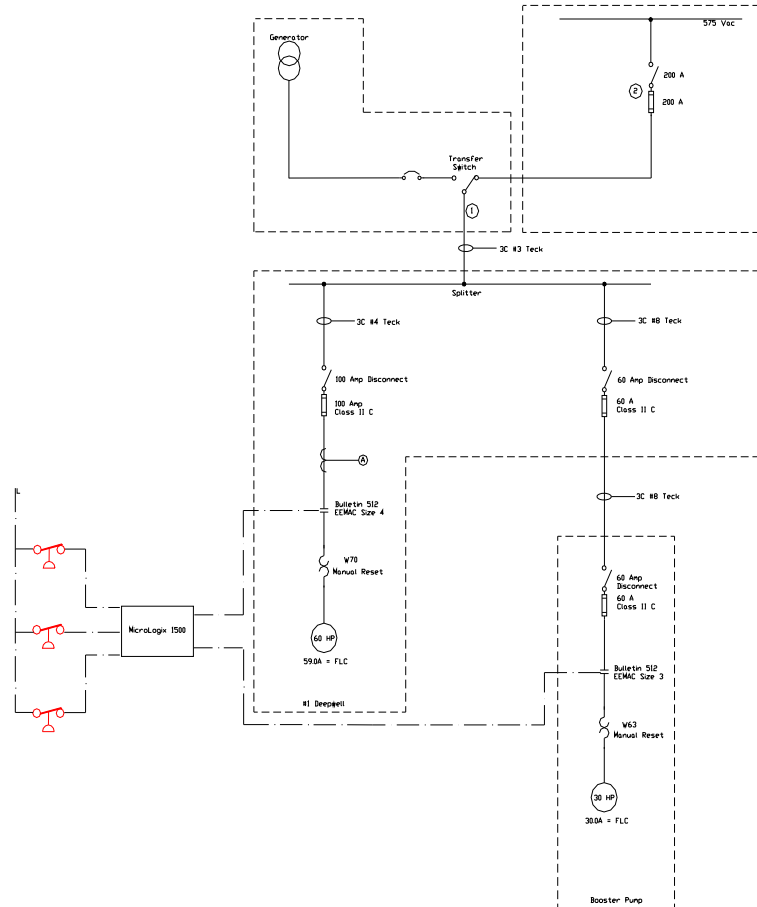 575 Vac
Generator
200 A
2
200 A
Transfer
Switch
1
3C #3 Teck
Splitter
3C #4 Teck
3C #8 Teck
100 Amp Disconnect
60 Amp Disconnect
100 Amp
Class II C
60 A
Class II C
A
L
3C #8 Teck
Bulletin 512
EEMAC Size 4
W70
Manual Reset
60 Amp
Disconnect
60 A
Class II C
MicroLogix 1500
60 HP
59.0A = FLC
Bulletin 512
EEMAC Size 3
#1 Deepwell
W63
Manual Reset
30 HP
30.0A = FLC
Booster Pump